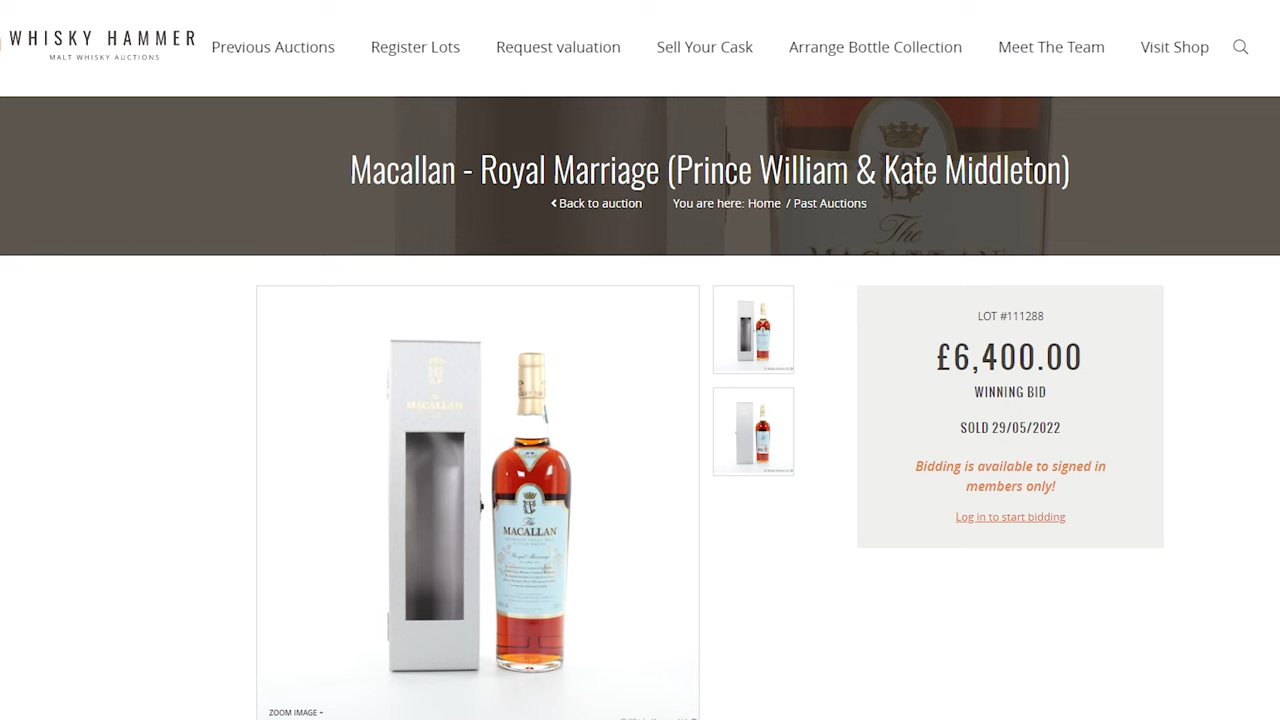 WHISKY HAMMER
MALT WHISKY AUCTIONS
Previous Auctions
Register Lots
Request valuation
Sell Your Cask
Arrange Bottle Collection
Meet The Team
Visit Shop
Macallan - Royal Marriage (Prince William & Kate Middleton)
Back to auction
You are here: Home / Past Auctions
The
MACALLAN
LOT #111288
£6,400.00
WINNING BID
SOLD 29/05/2022
Bidding is available to signed in
members only!
Log in to start bidding
MACALLAN
The
MACALLAN
Royal Marriage
ZOOM IMAGE